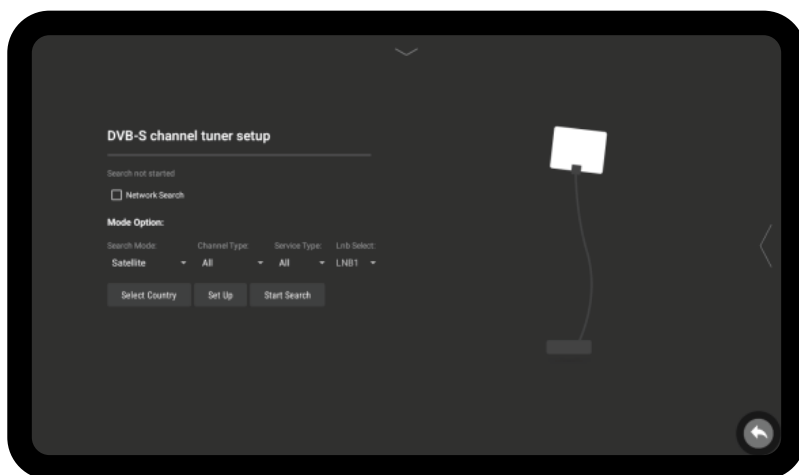 DVB-S channel tuner setup
Search not started
Network Search
Mode Option:
Search Mode: Channel Type: Service Type: Lnb Select:
Satellite All All LNB1
Select Country Set Up Start Search